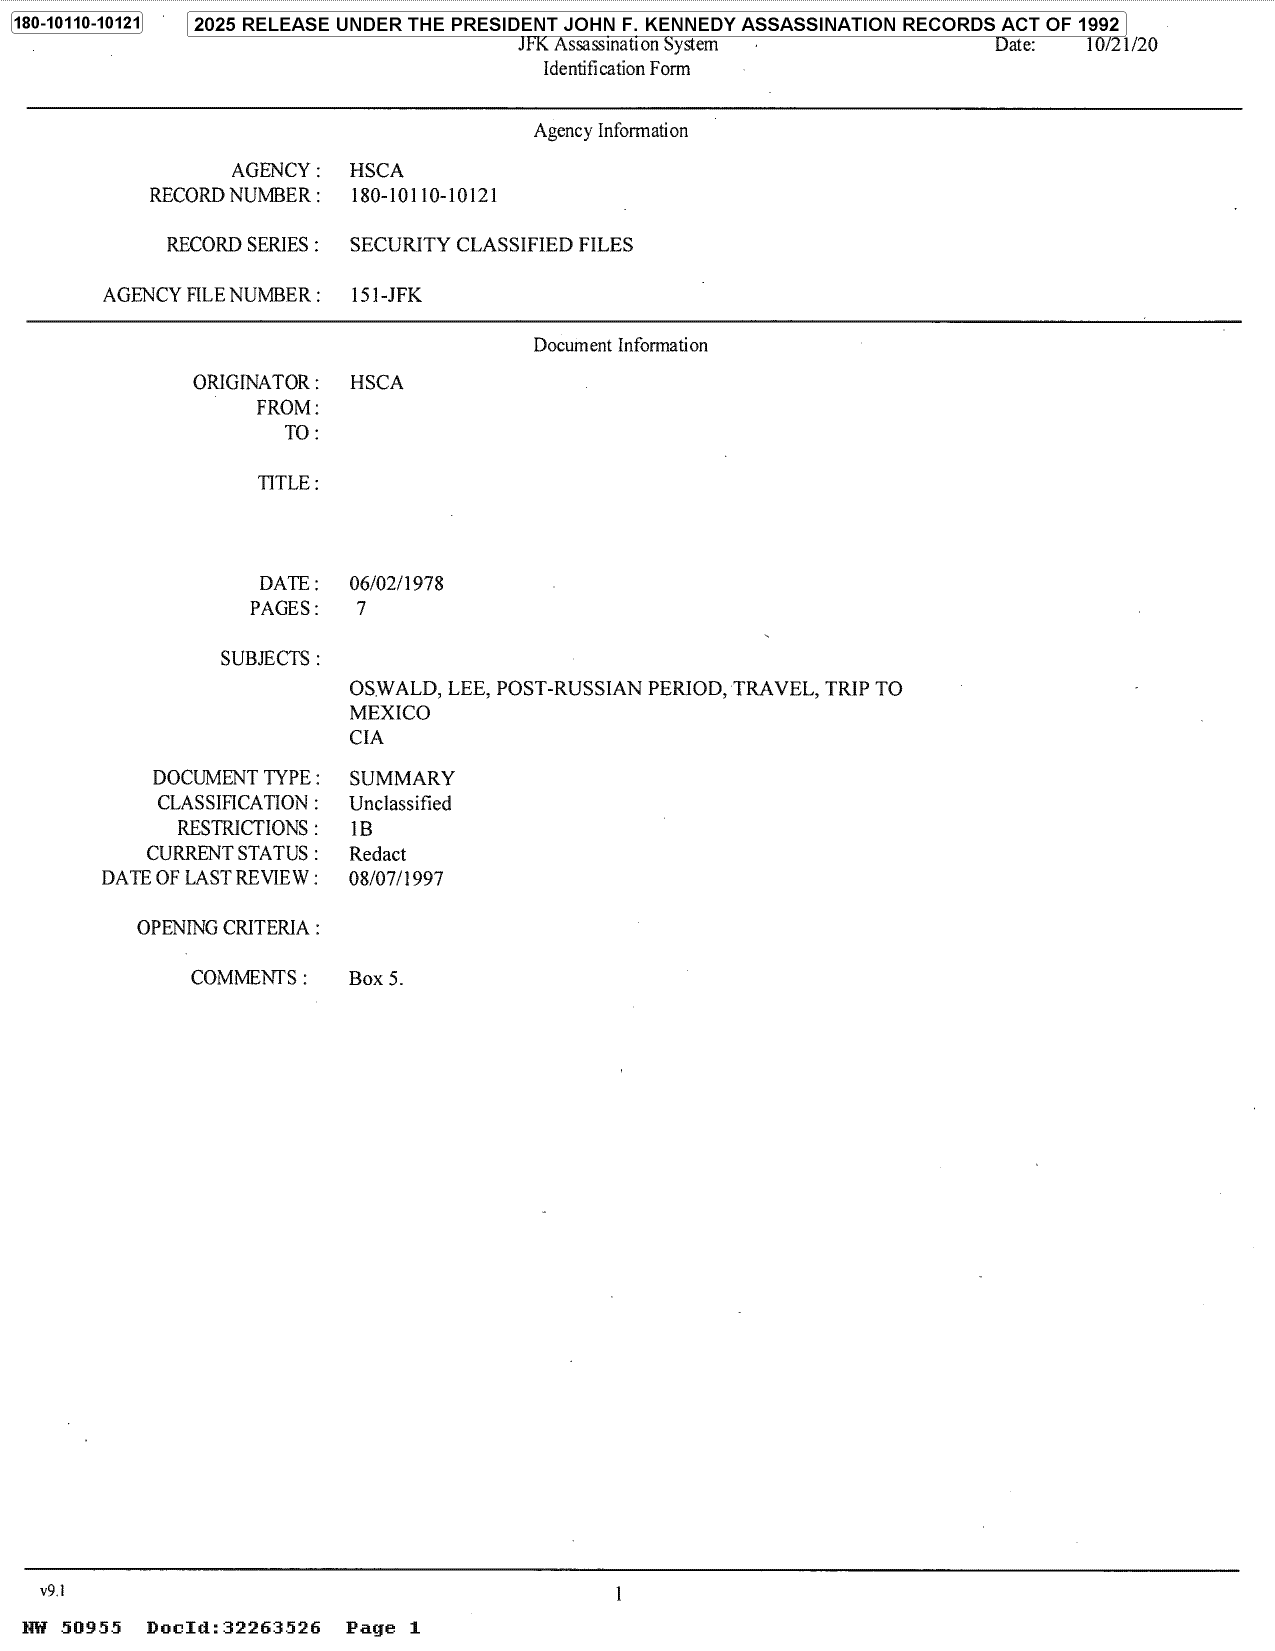 180-10110-10121
2025 RELEASE UNDER THE PRESIDENT JOHN F. KENNEDY ASSASSINATION RECORDS ACT OF 1992
JFK Assassination System Date: 10/21/20
Identification Form
Agency Information
AGENCY : HSCA
RECORD NUMBER : 180-10110-10121
RECORD SERIES : SECURITY CLASSIFIED FILES
AGENCY FILE NUMBER : 151-JFK
Document Information
ORIGINATOR : HSCA
FROM :
TO :
TITLE :
DATE : 06/02/1978
PAGES : 7
SUBJECTS :
OSWALD, LEE, POST-RUSSIAN PERIOD, TRAVEL, TRIP TO
MEXICO
CIA
DOCUMENT TYPE : SUMMARY
CLASSIFICATION : Unclassified
RESTRICTIONS : 1B
CURRENT STATUS : Redact
DATE OF LAST REVIEW : 08/07/1997
OPENING CRITERIA :
COMMENTS : Box 5.
v9.1 1
NW 50955 DocId:32263526 Page 1